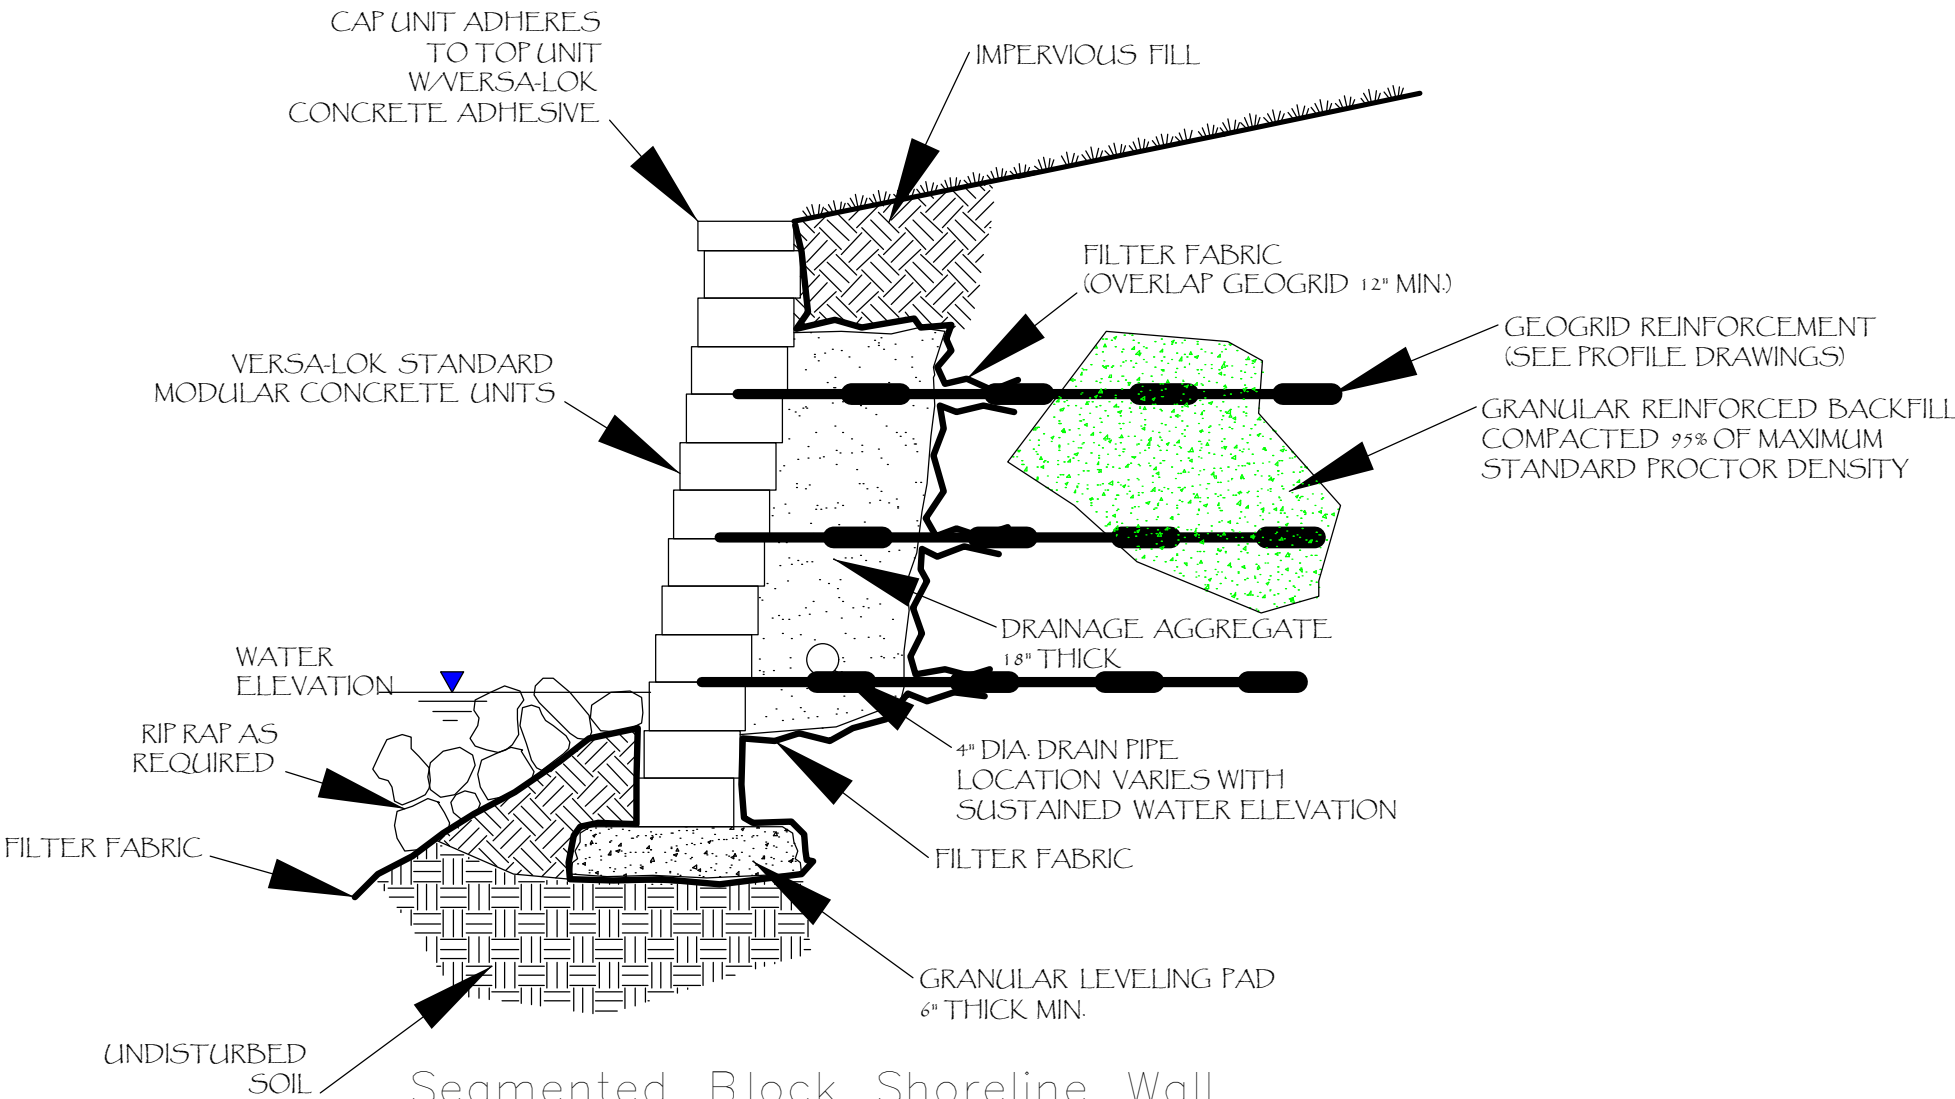 CAP UNIT ADHERES
TO TOP UNIT
W/VERSA-LOK
CONCRETE ADHESIVE
IMPERVIOUS FILL
FILTER FABRIC
(OVERLAP GEOGRID 12" MIN.)
GEOGRID REINFORCEMENT
(SEE PROFILE DRAWINGS)
VERSA-LOK STANDARD
MODULAR CONCRETE UNITS
GRANULAR REINFORCED BACKFILL
COMPACTED 95% OF MAXIMUM
STANDARD PROCTOR DENSITY
DRAINAGE AGGREGATE
18" THICK
WATER
ELEVATION
RIP RAP AS
REQUIRED
4" DIA. DRAIN PIPE
LOCATION VARIES WITH
SUSTAINED WATER ELEVATION
FILTER FABRIC
FILTER FABRIC
GRANULAR LEVELING PAD
6" THICK MIN.
UNDISTURBED
SOIL
Segmented Block Shoreline Wall